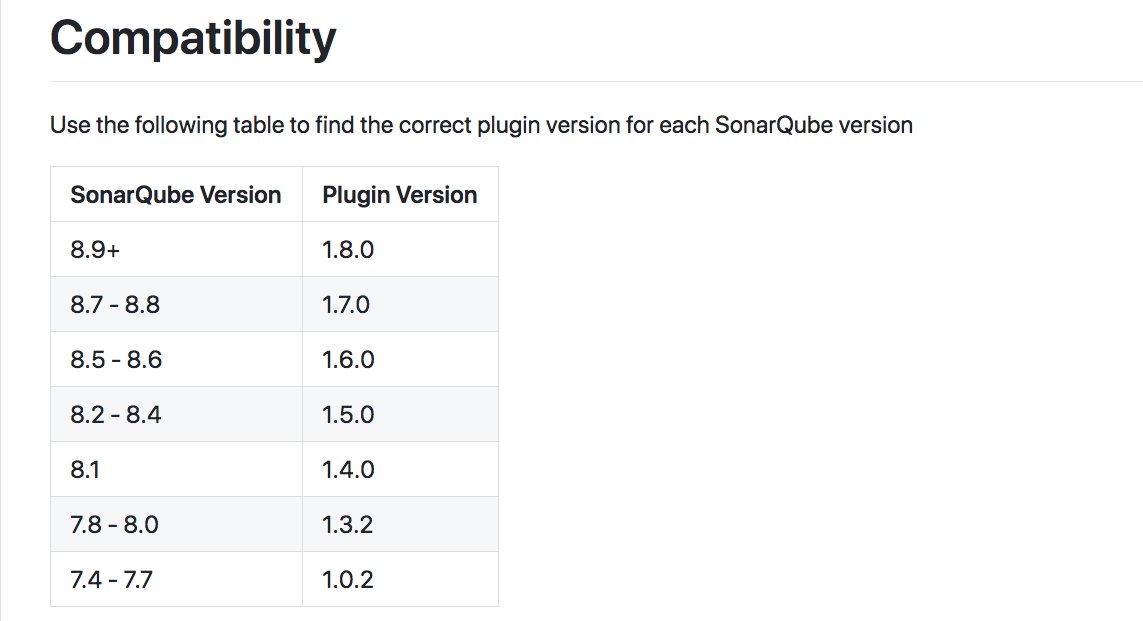 Compatibility
Use the following table to find the correct plugin version for each SonarQube version
SonarQube Version Plugin Version
8.9+ 1.8.0
8.7 - 8.8 1.7.0
8.5 - 8.6 1.6.0
8.2 - 8.4 1.5.0
8.1 1.4.0
7.8 - 8.0 1.3.2
7.4 - 7.7 1.0.2